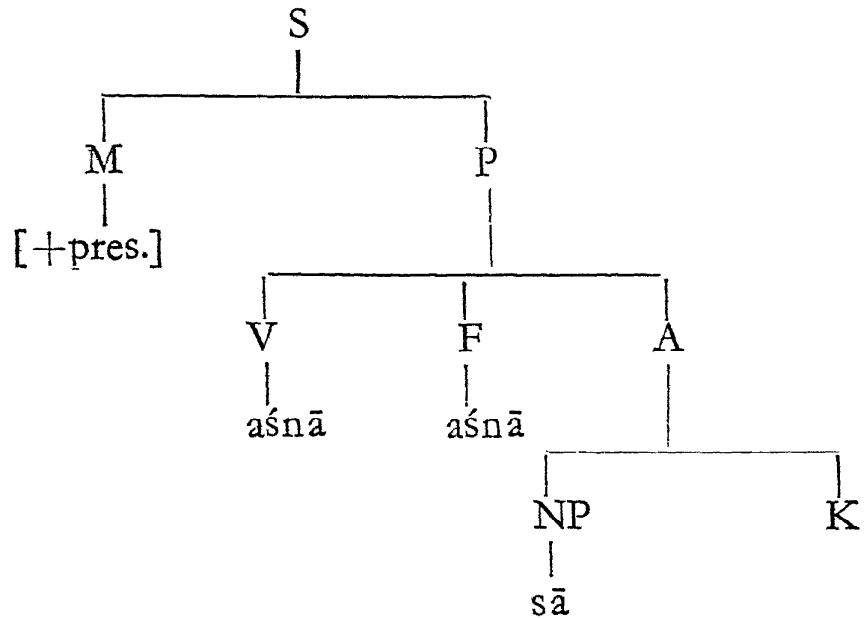 S
M P
[+pres.]
V F A
aśnā aśnā
NP K
sā